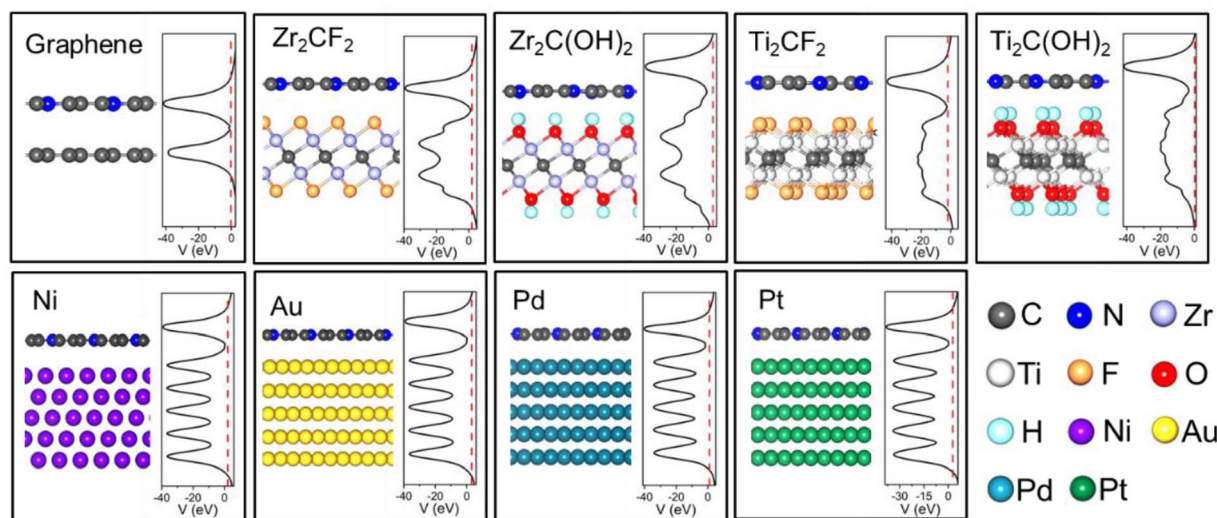 Graphene
-40 -20 0
V (eV)
Zr₂CF₂
-40 -20 0
V (eV)
Zr₂C(OH)₂
-40 -20 0
V (eV)
Ti₂CF₂
-40 -20 0
V (eV)
Ti₂C(OH)₂
-40 -20 0
V (eV)
Ni
-40 -20 0
V (eV)
Au
-40 -20 0
V (eV)
Pd
-40 -20 0
V (eV)
Pt
-30 -15 0
V (eV)
C N Zr
Ti F O
H Ni Au
Pd Pt